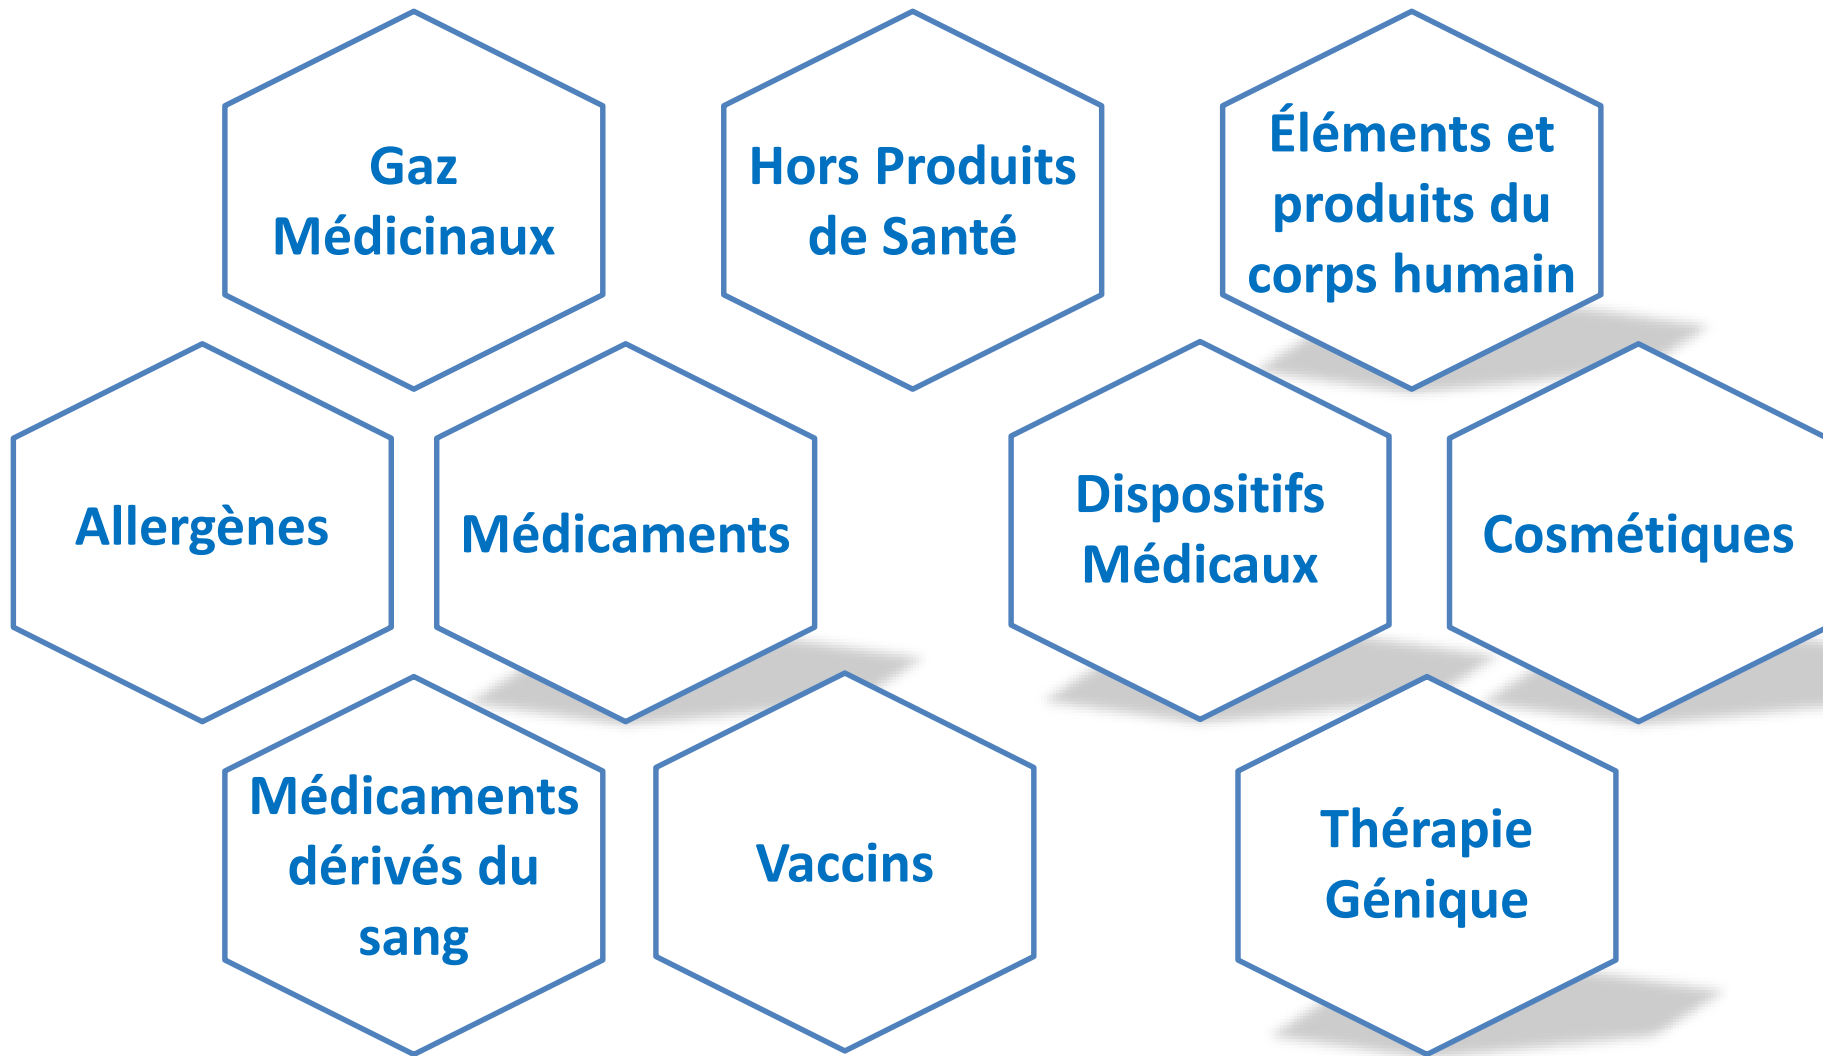 Gaz
Médicinaux
Hors Produits
de Santé
Éléments et
produits du
corps humain
Allergènes
Médicaments
Dispositifs
Médicaux
Cosmétiques
Médicaments
dérivés du
sang
Vaccins
Thérapie
Génique